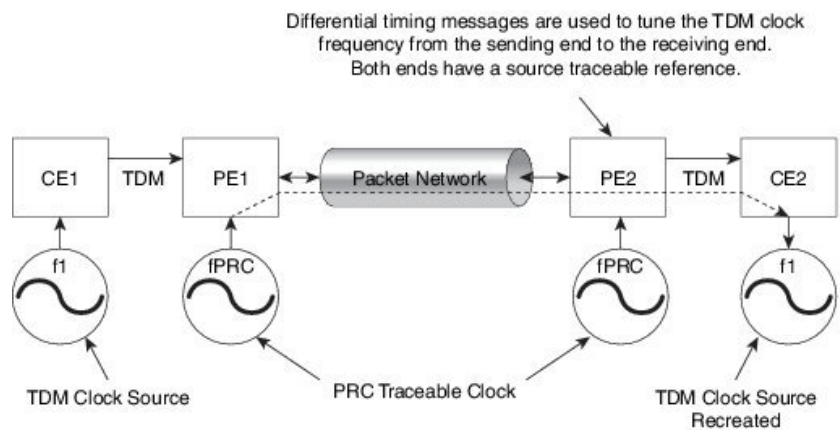 Differential timing messages are used to tune the TDM clock
frequency from the sending end to the receiving end.
Both ends have a source traceable reference.
CE1
TDM
PE1
Packet Network
PE2
TDM
CE2
f1
fPRC
fPRC
f1
TDM Clock Source
PRC Traceable Clock
TDM Clock Source
Recreated